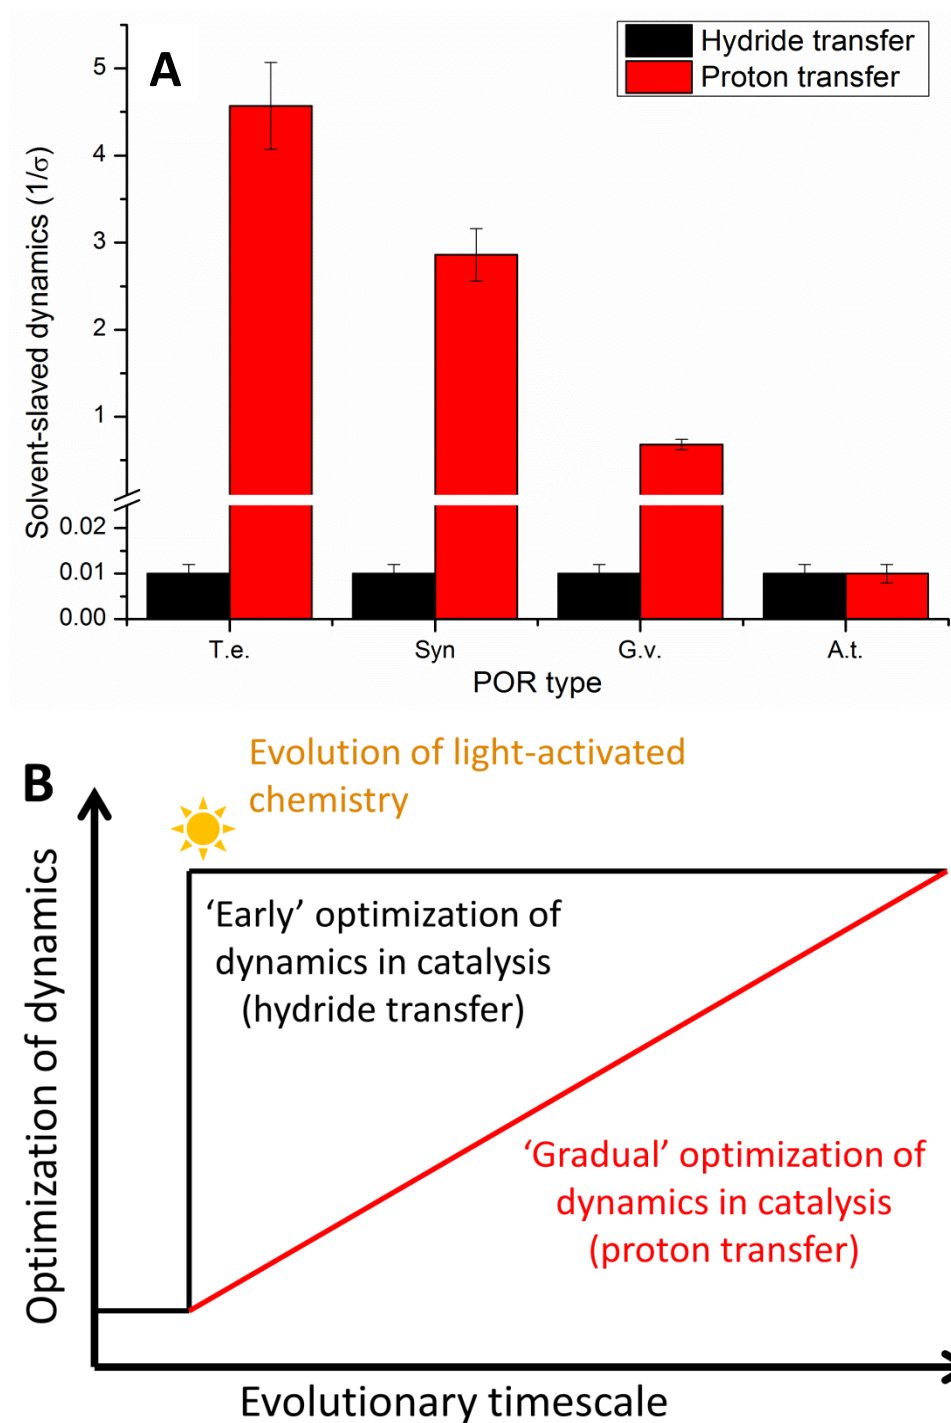 A
Hydride transfer
Proton transfer
Solvent-slaved dynamics (1/σ)
5
4
3
2
1
0.02
0.01
0.00
T.e.
Syn
G.v.
A.t.
POR type
B
Evolution of light-activated
chemistry
Optimization of dynamics
‘Early’ optimization of
dynamics in catalysis
(hydride transfer)
‘Gradual’ optimization of
dynamics in catalysis
(proton transfer)
Evolutionary timescale